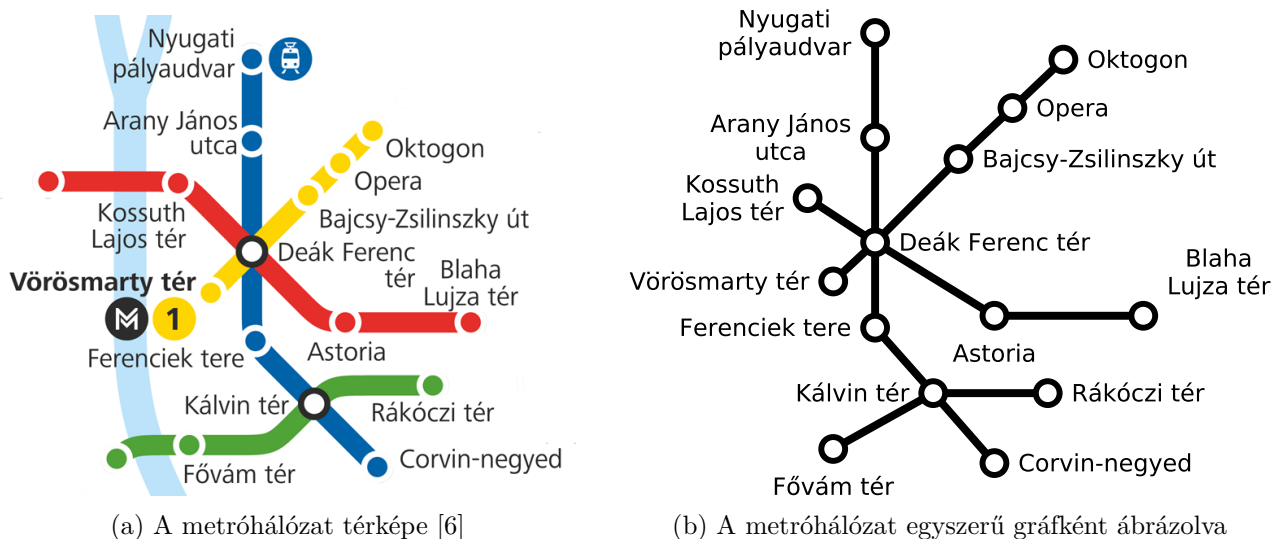 Nyugati
pályaudvar
Arany János
utca
Oktogon
Opera
Kossuth
Lajos tér
Bajcsy-Zsilinszky út
Deák Ferenc
tér
Vörösmarty tér
M 1
Blaha
Lujza tér
Ferenciek tere
Astoria
Kálvin tér
Rákóczi tér
Fővám tér
Corvin-negyed
(a) A metróhálózat térképe [6]
Nyugati
pályaudvar
Oktogon
Opera
Arany János
utca
Bajcsy-Zsilinszky út
Kossuth
Lajos tér
Deák Ferenc tér
Vörösmarty tér
Blaha
Lujza tér
Ferenciek tere
Astoria
Kálvin tér
Rákóczi tér
Fővám tér
Corvin-negyed
(b) A metróhálózat egyszerű gráfként ábrázolva